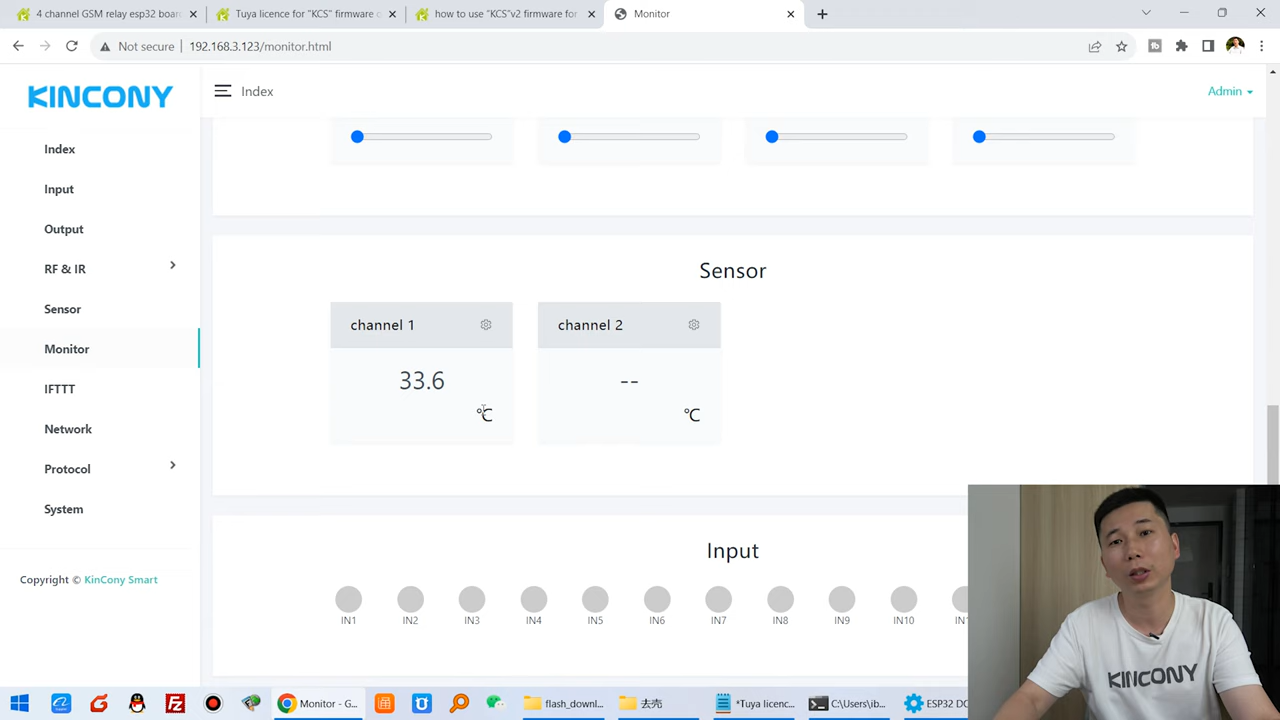 4 channel GSM relay esp32 boar
Tuya licence for "KCS" firmware o
how to use "KCS"v2 firmware for
Monitor
Not secure
192.168.3.123/monitor.html
KINCONY
Index
Admin
Index
Input
Output
RF & IR
Sensor
Monitor
IFTTT
Network
Protocol
System
Copyright © KinCony Smart
Sensor
channel 1
channel 2
33.6
--
℃
℃
Input
IN1
IN2
IN3
IN4
IN5
IN6
IN7
IN8
IN9
IN10
KINCONY
Monitor - G...
flash_downl...
去壳
*Tuya licenc...
C:\Users\ib...
ESP32 DO